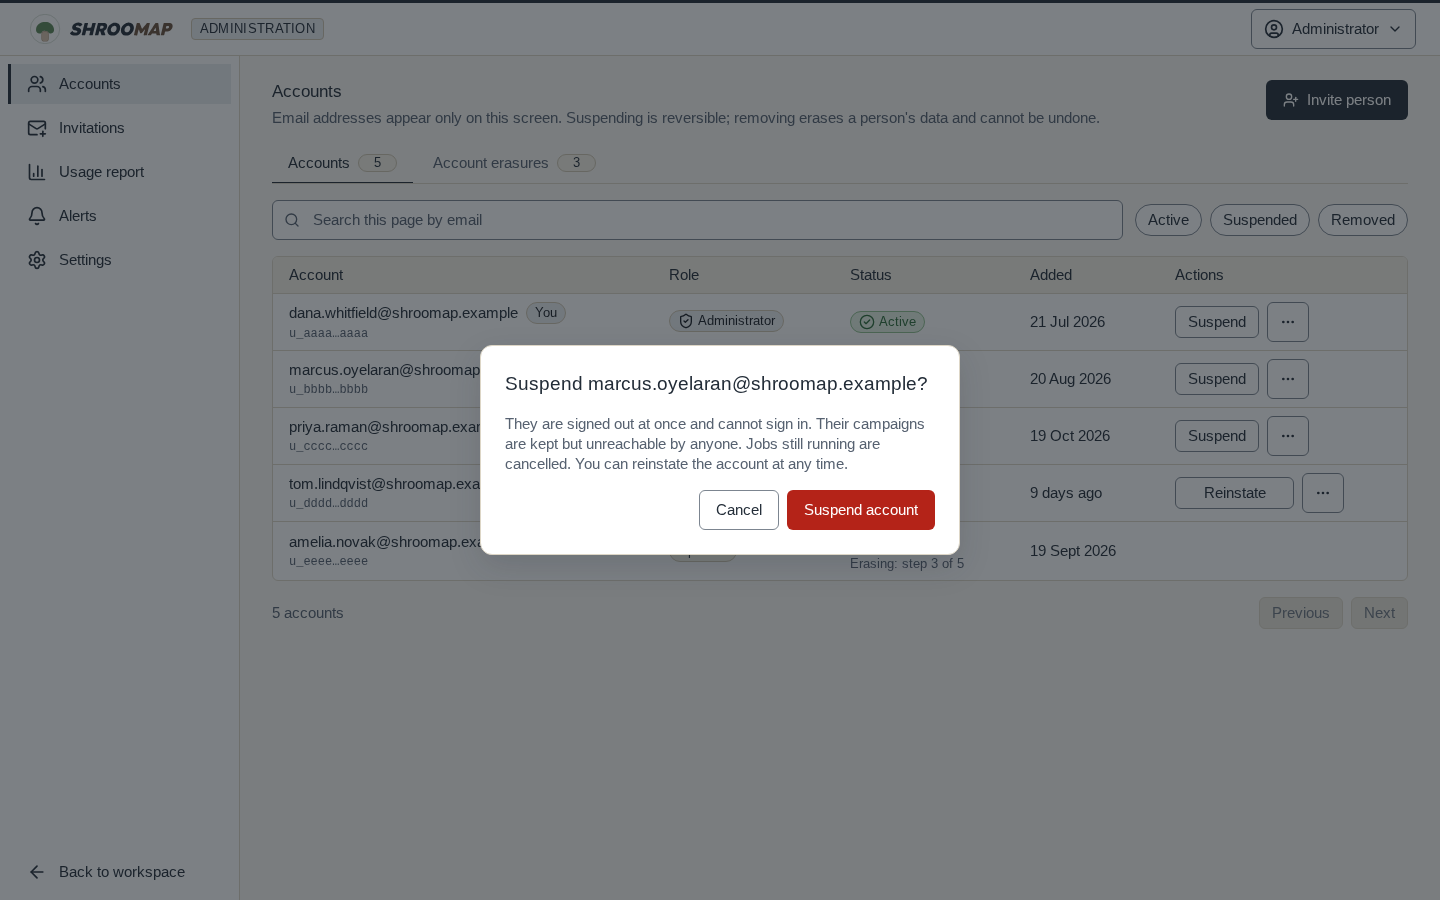 SHROOMAP ADMINISTRATION Administrator
Accounts
Invitations
Usage report
Alerts
Settings
Back to workspace
Accounts
Email addresses appear only on this screen. Suspending is reversible; removing erases a person's data and cannot be undone.
Invite person
Accounts 5 Account erasures 3
Search this page by email Active Suspended Removed
Account Role Status Added Actions
dana.whitfield@shroomap.example You
u_aaaa…aaaa
Administrator Active 21 Jul 2026 Suspend
marcus.oyelaran@shroomap
u_bbbb…bbbb
20 Aug 2026 Suspend
priya.raman@shroomap.exar
u_cccc…cccc
19 Oct 2026 Suspend
tom.lindqvist@shroomap.exa
u_dddd…dddd
9 days ago Reinstate
amelia.novak@shroomap.exa
u_eeee…eeee
Erasing: step 3 of 5
19 Sept 2026
5 accounts Previous Next
Suspend marcus.oyelaran@shroomap.example?
They are signed out at once and cannot sign in. Their campaigns
are kept but unreachable by anyone. Jobs still running are
cancelled. You can reinstate the account at any time.
Cancel Suspend account